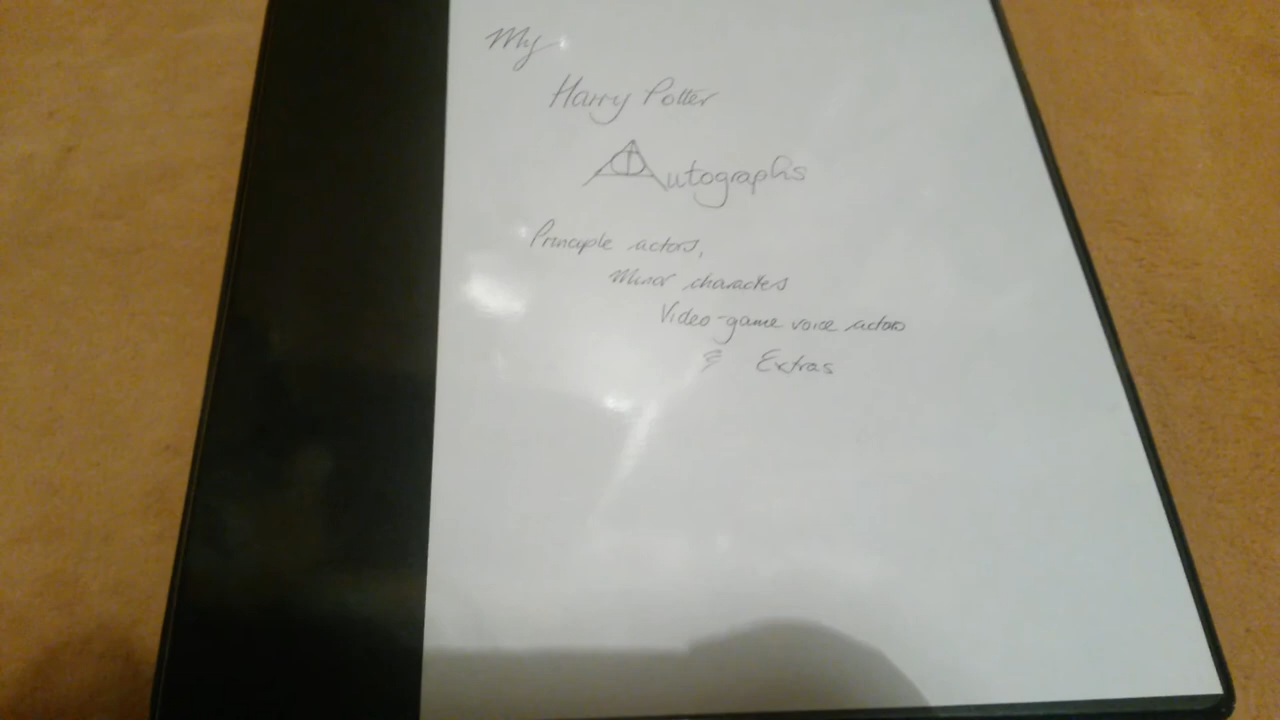 My
Harry Potter
Autographs
Principle actors,
Minor characters
Video-game voice actors
& Extras